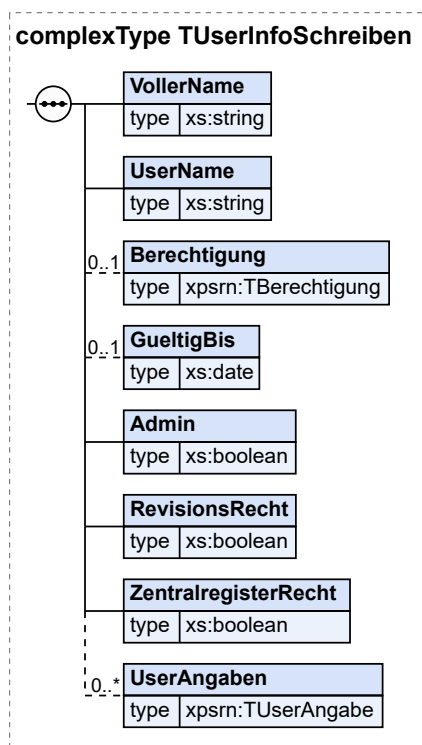 complexType TUserInfoSchreiben
VollerName
type xs:string
UserName
type xs:string
0..1 Berechtigung
type xpsrn:TBerechtigung
0..1 GueltigBis
type xs:date
Admin
type xs:boolean
RevisionsRecht
type xs:boolean
ZentralregisterRecht
type xs:boolean
0..* UserAngaben
type xpsrn:TUserAngabe